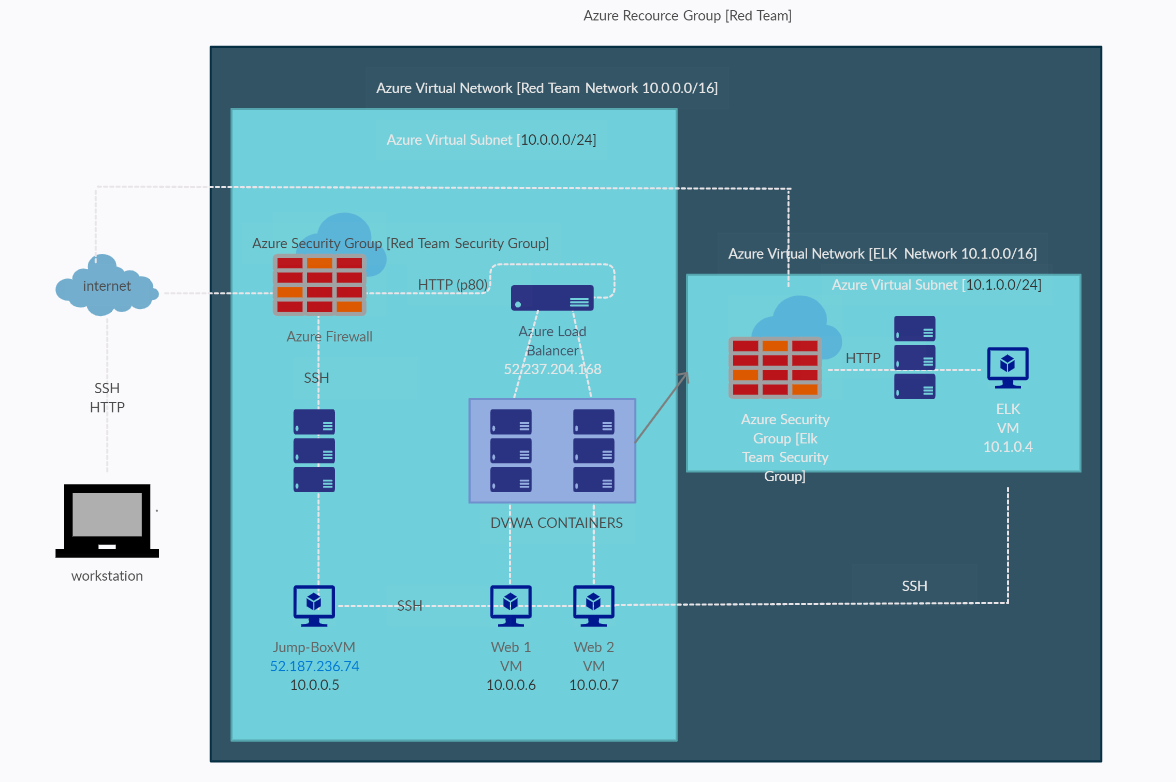 Azure Recource Group [Red Team]
Azure Virtual Network [Red Team Network 10.0.0.0/16]
Azure Virtual Subnet [10.0.0.0/24]
Azure Security Group [Red Team Security Group]
Azure Virtual Network [ELK Network 10.1.0.0/16]
internet
HTTP (p80)
Azure Virtual Subnet [10.1.0.0/24]
Azure Firewall
Azure Load
Balancer
52.237.204.168
HTTP
SSH
SSH
HTTP
Azure Security
Group [Elk
Team Security
Group]
ELK
VM
10.1.0.4
DVWA CONTAINERS
workstation
SSH
SSH
Jump-BoxVM
52.187.236.74
10.0.0.5
Web 1
VM
10.0.0.6
Web 2
VM
10.0.0.7